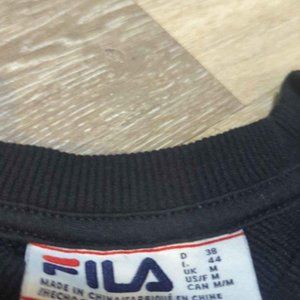 FILA
D 38
I. 44
UK M
US/F M
CAN M/M
MADE IN CHINA/FABRIQUÉ EN CHINE